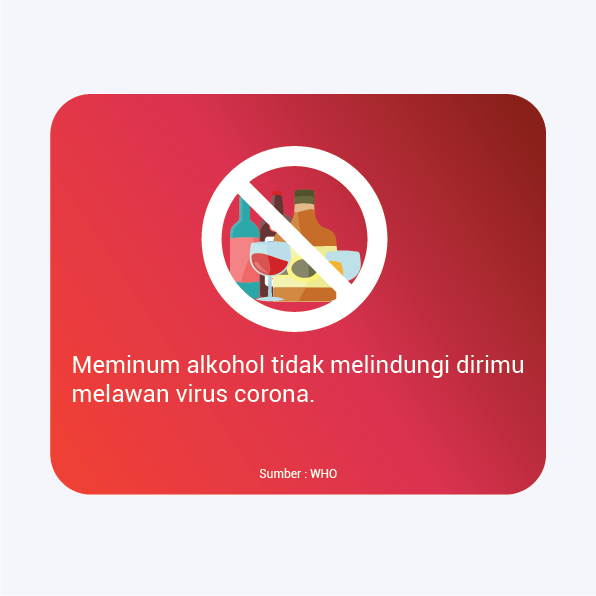 Meminum alkohol tidak melindungi dirimu
melawan virus corona.
Sumber : WHO